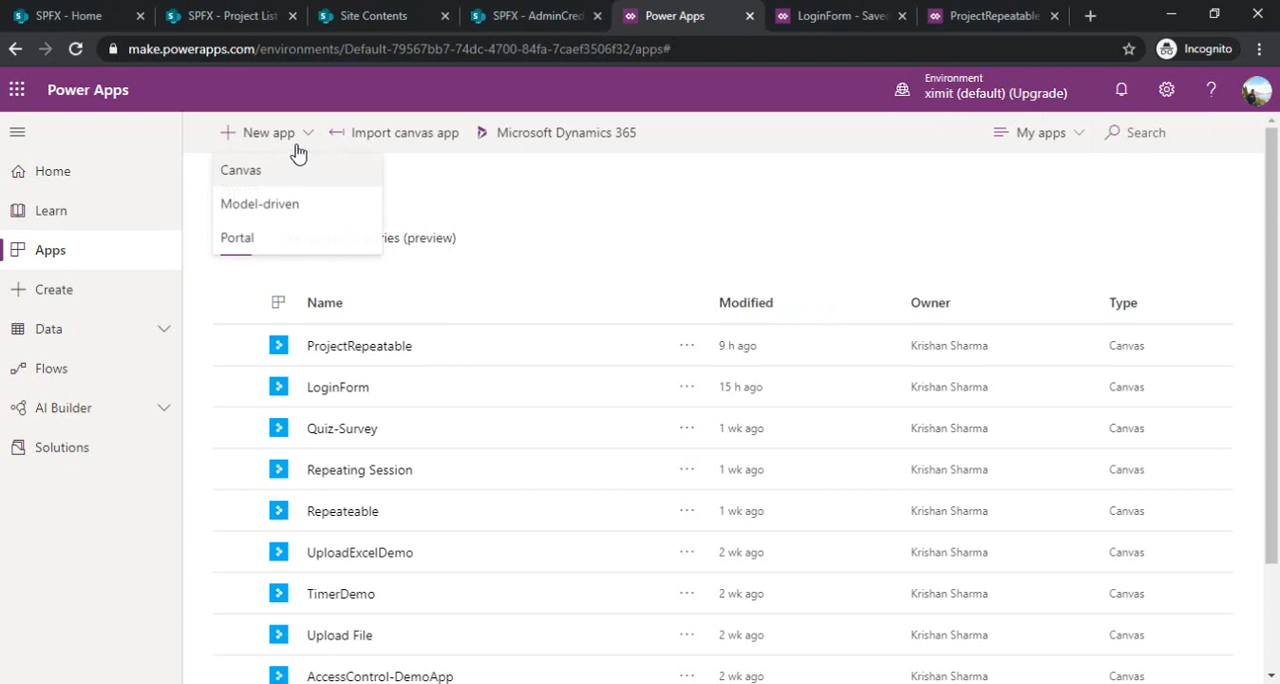 SPFX - Home
SPFX - Project List
Site Contents
SPFX - AdminCred
Power Apps
LoginForm - Saved
ProjectRepeatable
make.powerapps.com/environments/Default-79567bb7-74dc-4700-84fa-7caef3506f32/apps#
Incognito
Power Apps
Environment
ximit (default) (Upgrade)
?
New app
Import canvas app
Microsoft Dynamics 365
My apps
Search
Canvas
Model-driven
Portal
ries (preview)
Home
Learn
Apps
Create
Data
Flows
AI Builder
Solutions
Name Modified Owner Type
ProjectRepeatable ··· 9 h ago Krishan Sharma Canvas
LoginForm ··· 15 h ago Krishan Sharma Canvas
Quiz-Survey ··· 1 wk ago Krishan Sharma Canvas
Repeating Session ··· 1 wk ago Krishan Sharma Canvas
Repeateable ··· 1 wk ago Krishan Sharma Canvas
UploadExcelDemo ··· 2 wk ago Krishan Sharma Canvas
TimerDemo ··· 2 wk ago Krishan Sharma Canvas
Upload File ··· 2 wk ago Krishan Sharma Canvas
AccessControl-DemoApp ··· 2 wk ago Krishan Sharma Canvas